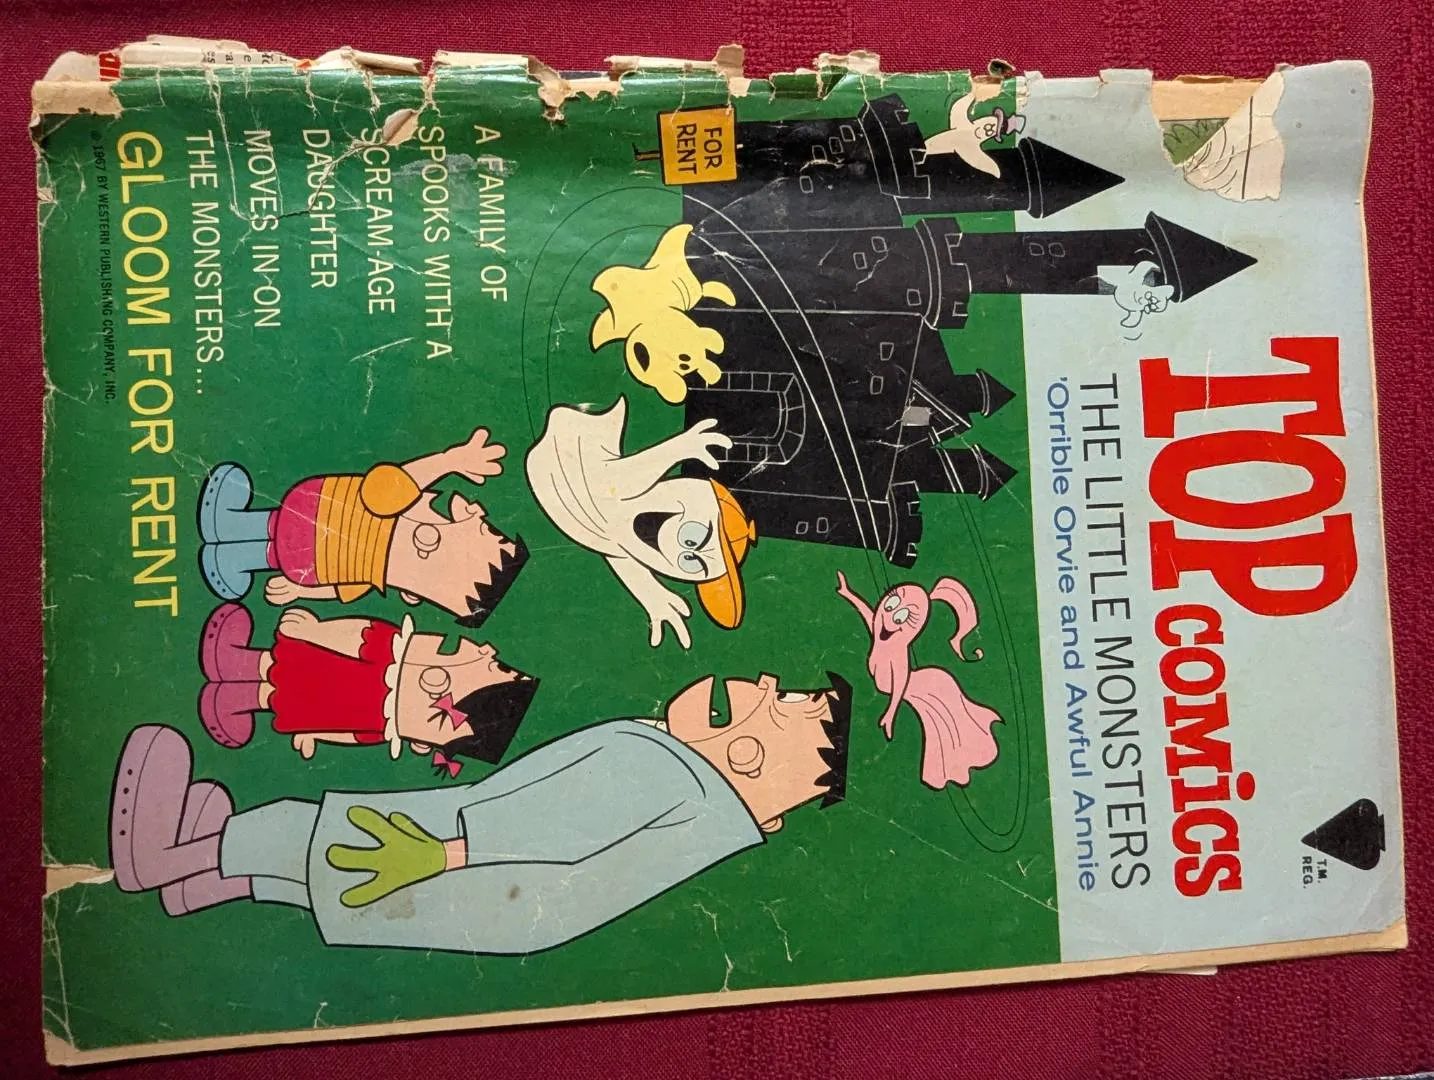 TOP COMiCS
T.M.
REG.
THE LITTLE MONSTERS
'Orrible Orvie and Awful Annie
FOR
RENT
A FAMILY OF
SPOOKS WITH A
SCREAM-AGE
DAUGHTER
MOVES IN-ON
THE MONSTERS...
GLOOM FOR RENT
© 1967 BY WESTERN PUBLISHING COMPANY, INC.